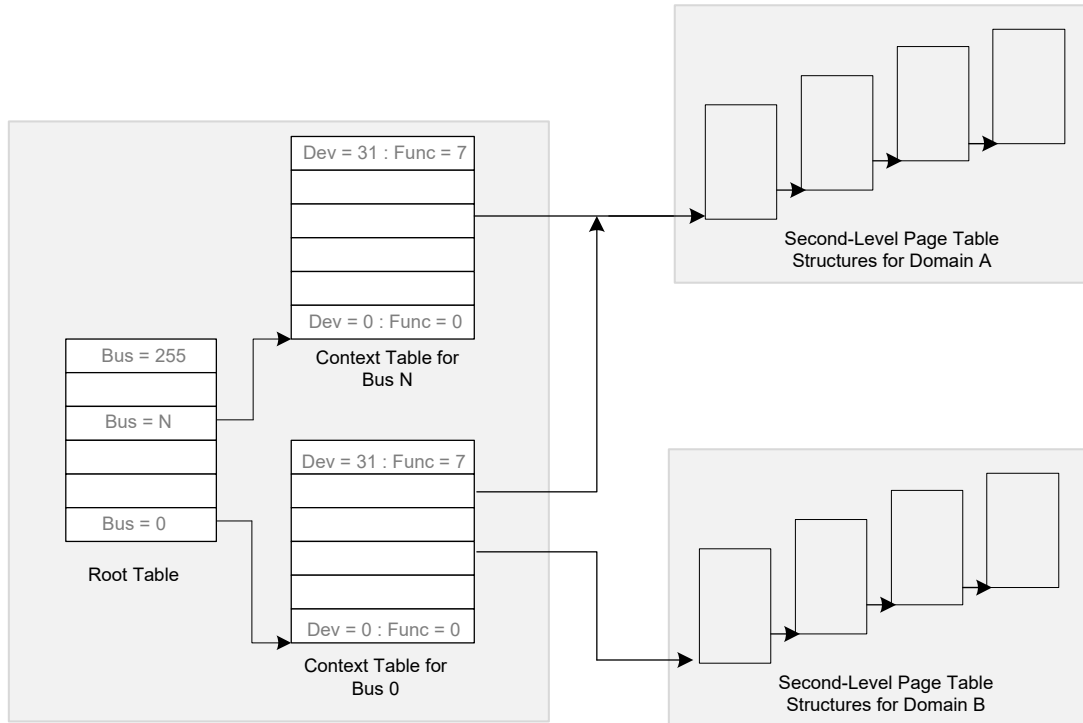 Bus = 255
Bus = N
Bus = 0
Root Table
Dev = 31 : Func = 7
Dev = 0 : Func = 0
Context Table for
Bus N
Dev = 31 : Func = 7
Dev = 0 : Func = 0
Context Table for
Bus 0
Second-Level Page Table
Structures for Domain A
Second-Level Page Table
Structures for Domain B